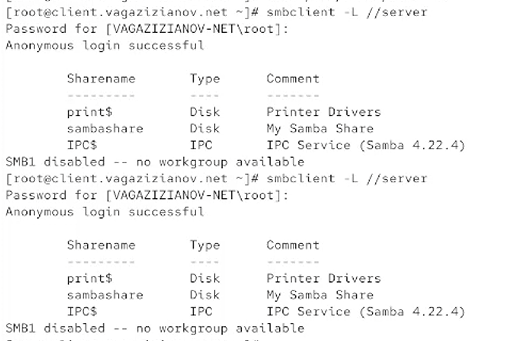 [root@client.vagazizianov.net ~]# smbclient -L //server
Password for [VAGAZIZIANOV\root]:
Anonymous login successful
Sharename Type Comment
--------- ---- -------
print$ Disk Printer Drivers
sambashare Disk My Samba Share
IPC$ IPC IPC Service (Samba 4.22.4)
SMB1 disabled -- no workgroup available
[root@client.vagazizianov.net ~]# smbclient -L //server
Password for [VAGAZIZIANOV-NET\root]:
Anonymous login successful
Sharename Type Comment
--------- ---- -------
print$ Disk Printer Drivers
sambashare Disk My Samba Share
IPC$ IPC IPC Service (Samba 4.22.4)
SMB1 disabled -- no workgroup available